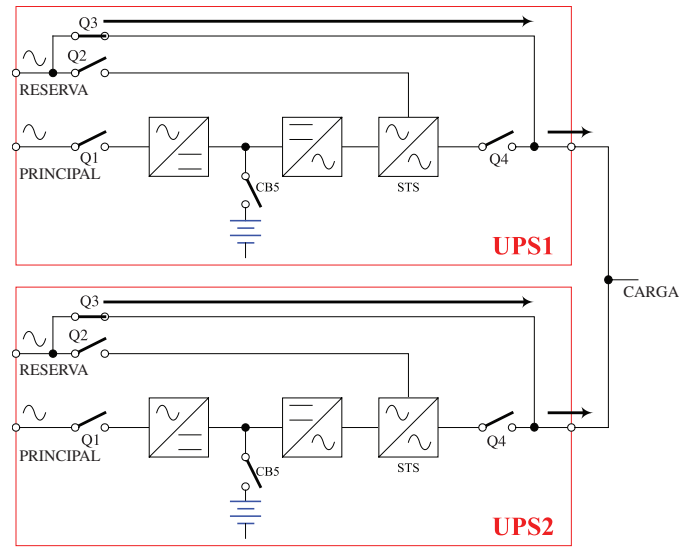 Q3
Q2
RESERVA
Q1
PRINCIPAL
CB5
STS
Q4
UPS1
CARGA
Q3
Q2
RESERVA
Q1
PRINCIPAL
CB5
STS
Q4
UPS2